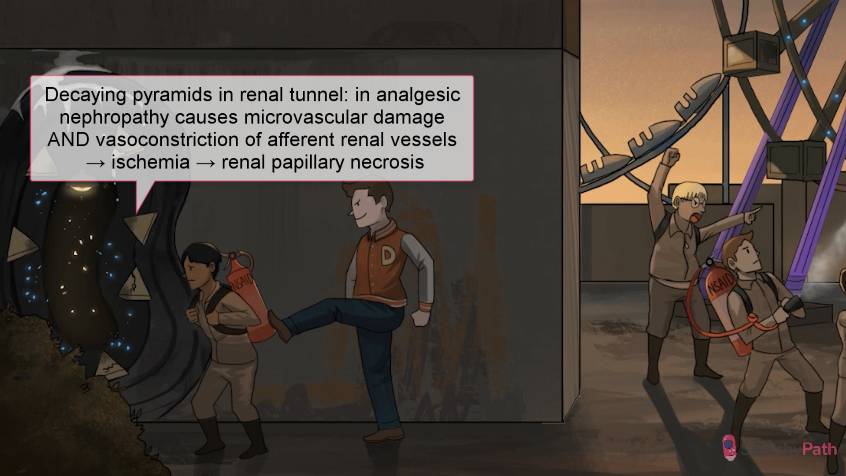 Decaying pyramids in renal tunnel: in analgesic
nephropathy causes microvascular damage
AND vasoconstriction of afferent renal vessels
→ ischemia → renal papillary necrosis
D
NSAID
NSAID
Path